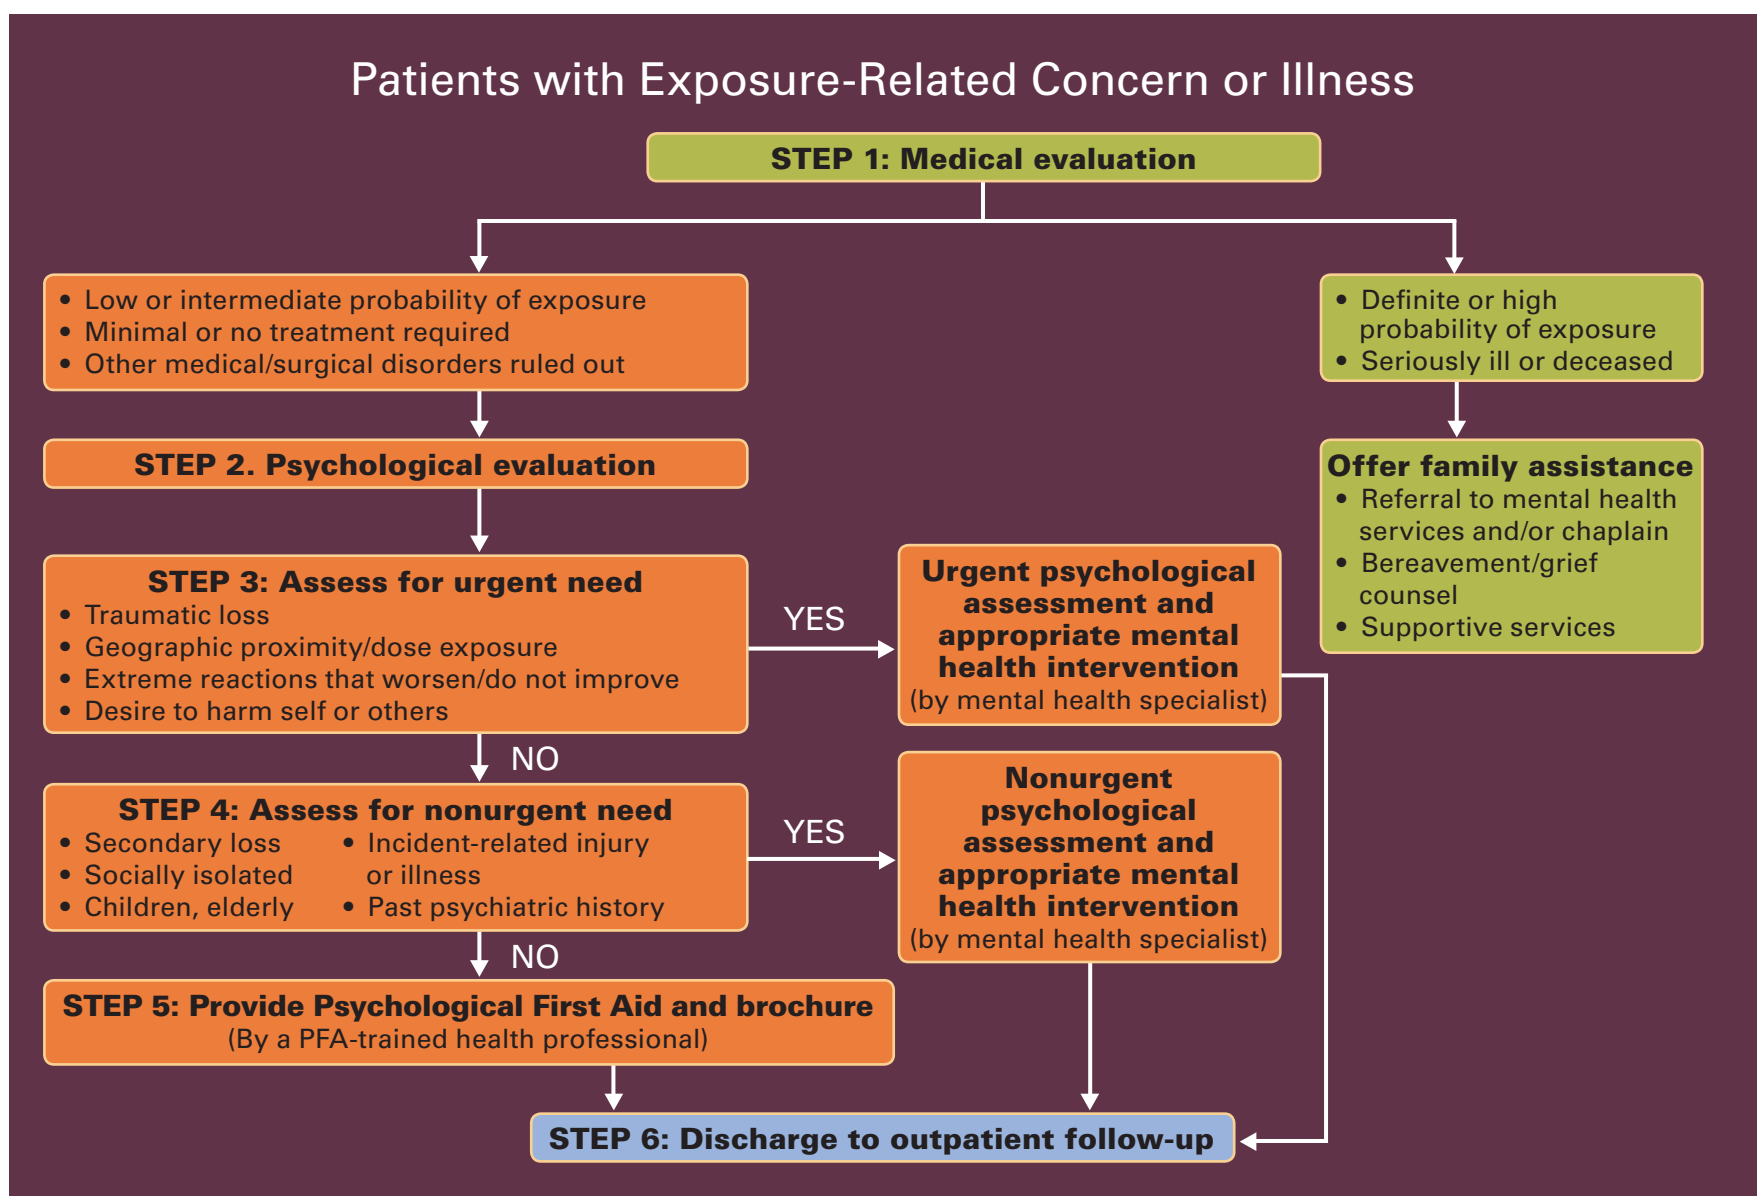 Patients with Exposure-Related Concern or Illness
STEP 1: Medical evaluation
• Low or intermediate probability of exposure
• Minimal or no treatment required
• Other medical/surgical disorders ruled out
• Definite or high
probability of exposure
• Seriously ill or deceased
STEP 2. Psychological evaluation
Offer family assistance
• Referral to mental health
services and/or chaplain
• Bereavement/grief
counsel
• Supportive services
STEP 3: Assess for urgent need
• Traumatic loss
• Geographic proximity/dose exposure
• Extreme reactions that worsen/do not improve
• Desire to harm self or others
YES
Urgent psychological
assessment and
appropriate mental
health intervention
(by mental health specialist)
NO
STEP 4: Assess for nonurgent need
• Secondary loss
• Socially isolated
• Children, elderly
• Incident-related injury
or illness
• Past psychiatric history
YES
Nonurgent
psychological
assessment and
appropriate mental
health intervention
(by mental health specialist)
NO
STEP 5: Provide Psychological First Aid and brochure
(By a PFA-trained health professional)
STEP 6: Discharge to outpatient follow-up